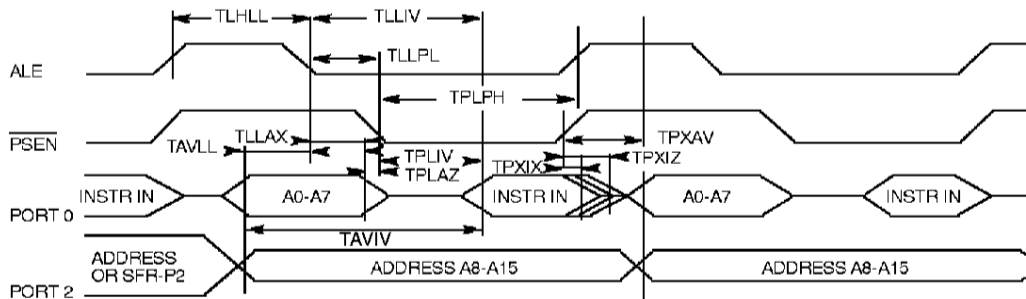 TLHLL TLLIV
TLLPL
ALE
TPLPH
TLLAX TPXAV
PSEN
TAVLL TPLIV TPXIZ
TPLAZ TPXIX
INSTR IN A0-A7 INSTR IN A0-A7 INSTR IN
PORT 0
TAVIV
ADDRESS
OR SFR-P2 ADDRESS A8-A15 ADDRESS A8-A15
PORT 2